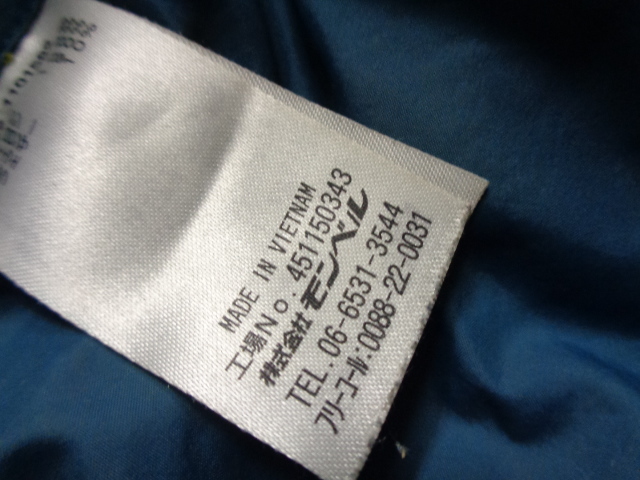 MADE IN VIETNAM
工場No. 451150343
株式会社 モンベル
TEL. 06-6531-3544
フリーコール:0088-22-0031